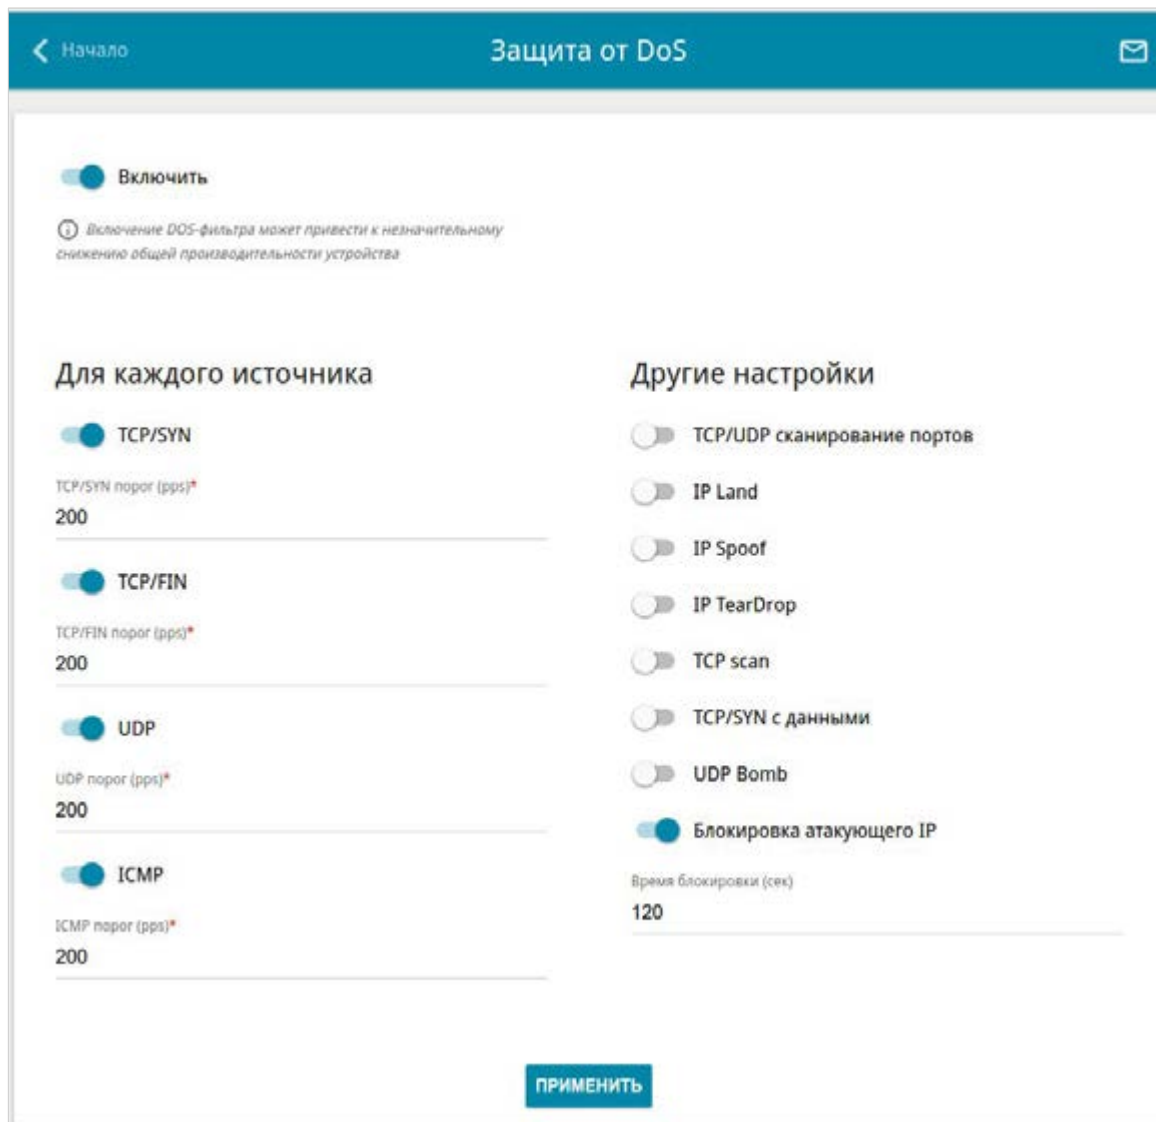 Начало
Защита от DoS
Включить
Включение DOS-фильтра может привести к незначительному
снижению общей производительности устройства
Для каждого источника
TCP/SYN
TCP/SYN порог (pps)*
200
TCP/FIN
TCP/FIN порог (pps)*
200
UDP
UDP порог (pps)*
200
ICMP
ICMP порог (pps)*
200
Другие настройки
TCP/UDP сканирование портов
IP Land
IP Spoof
IP TearDrop
TCP scan
TCP/SYN с данными
UDP Bomb
Блокировка атакующего IP
Время блокировки (сек)
120
ПРИМЕНИТЬ